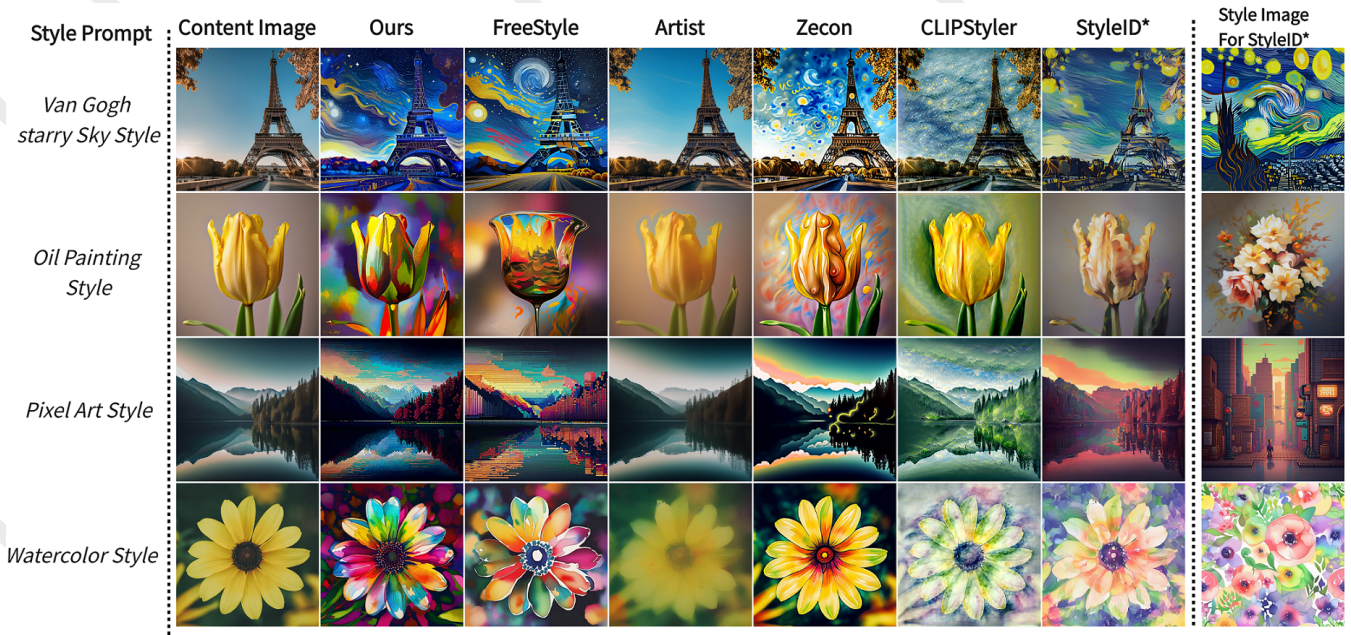 Style Prompt
Content Image
Ours
FreeStyle
Artist
Zecon
CLIPStyler
StyleID*
Style Image
For StyleID*
Van Gogh
starry Sky Style
Oil Painting
Style
Pixel Art Style
Watercolor Style